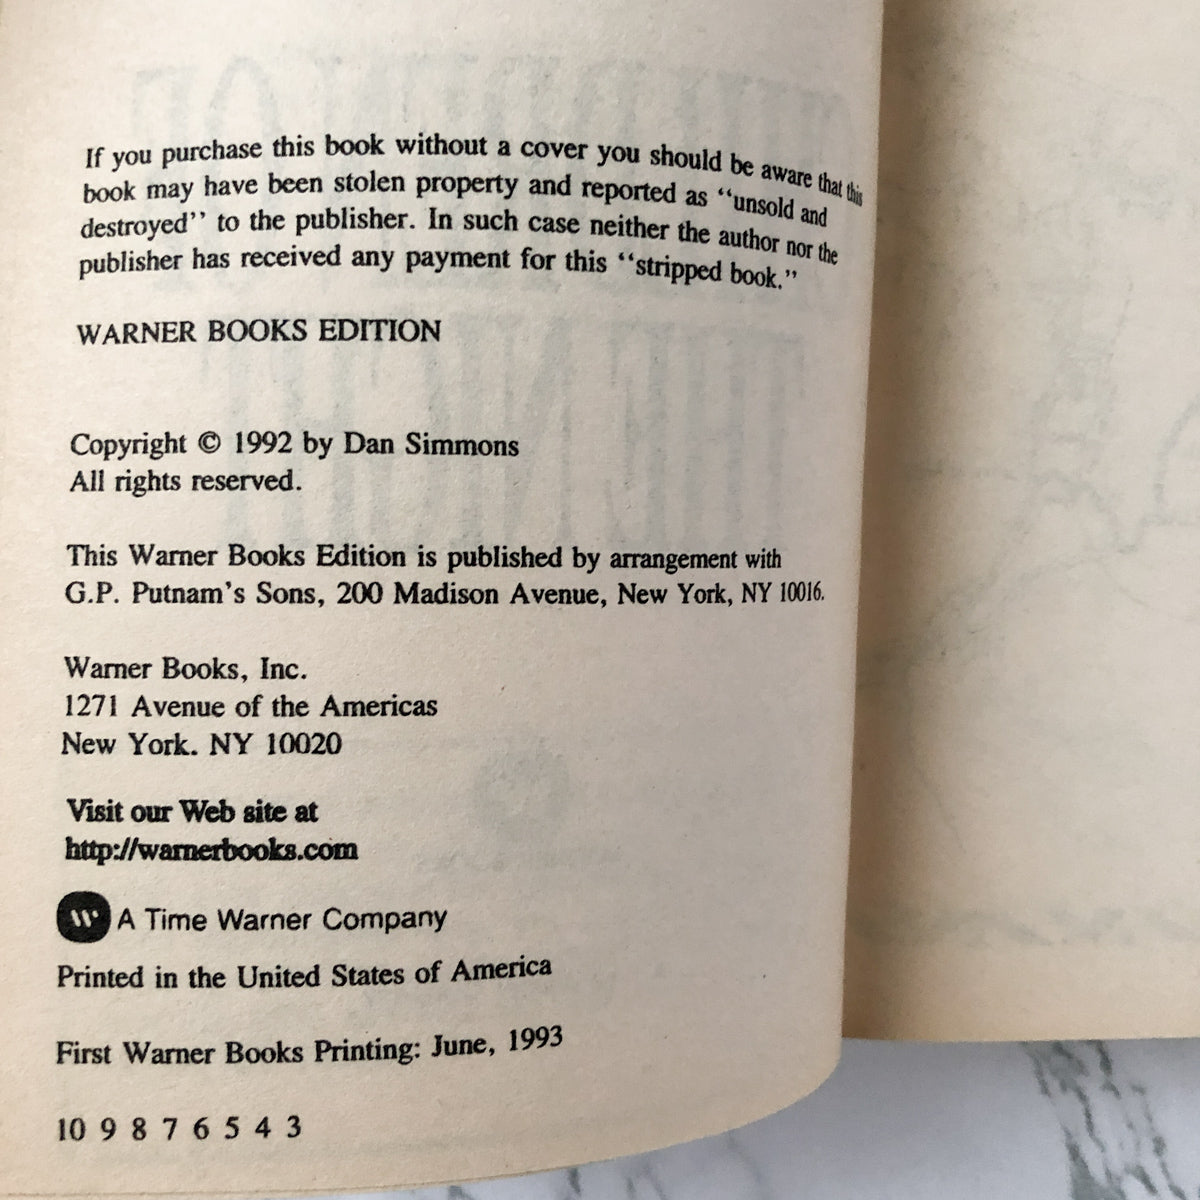 If you purchase this book without a cover you should be aware that this
book may have been stolen property and reported as “unsold and
destroyed” to the publisher. In such case neither the author nor the
publisher has received any payment for this “stripped book.”
WARNER BOOKS EDITION
Copyright © 1992 by Dan Simmons
All rights reserved.
This Warner Books Edition is published by arrangement with
G.P. Putnam's Sons, 200 Madison Avenue, New York, NY 10016.
Warner Books, Inc.
1271 Avenue of the Americas
New York. NY 10020
Visit our Web site at
http://warnerbooks.com
W A Time Warner Company
Printed in the United States of America
First Warner Books Printing: June, 1993
10 9 8 7 6 5 4 3